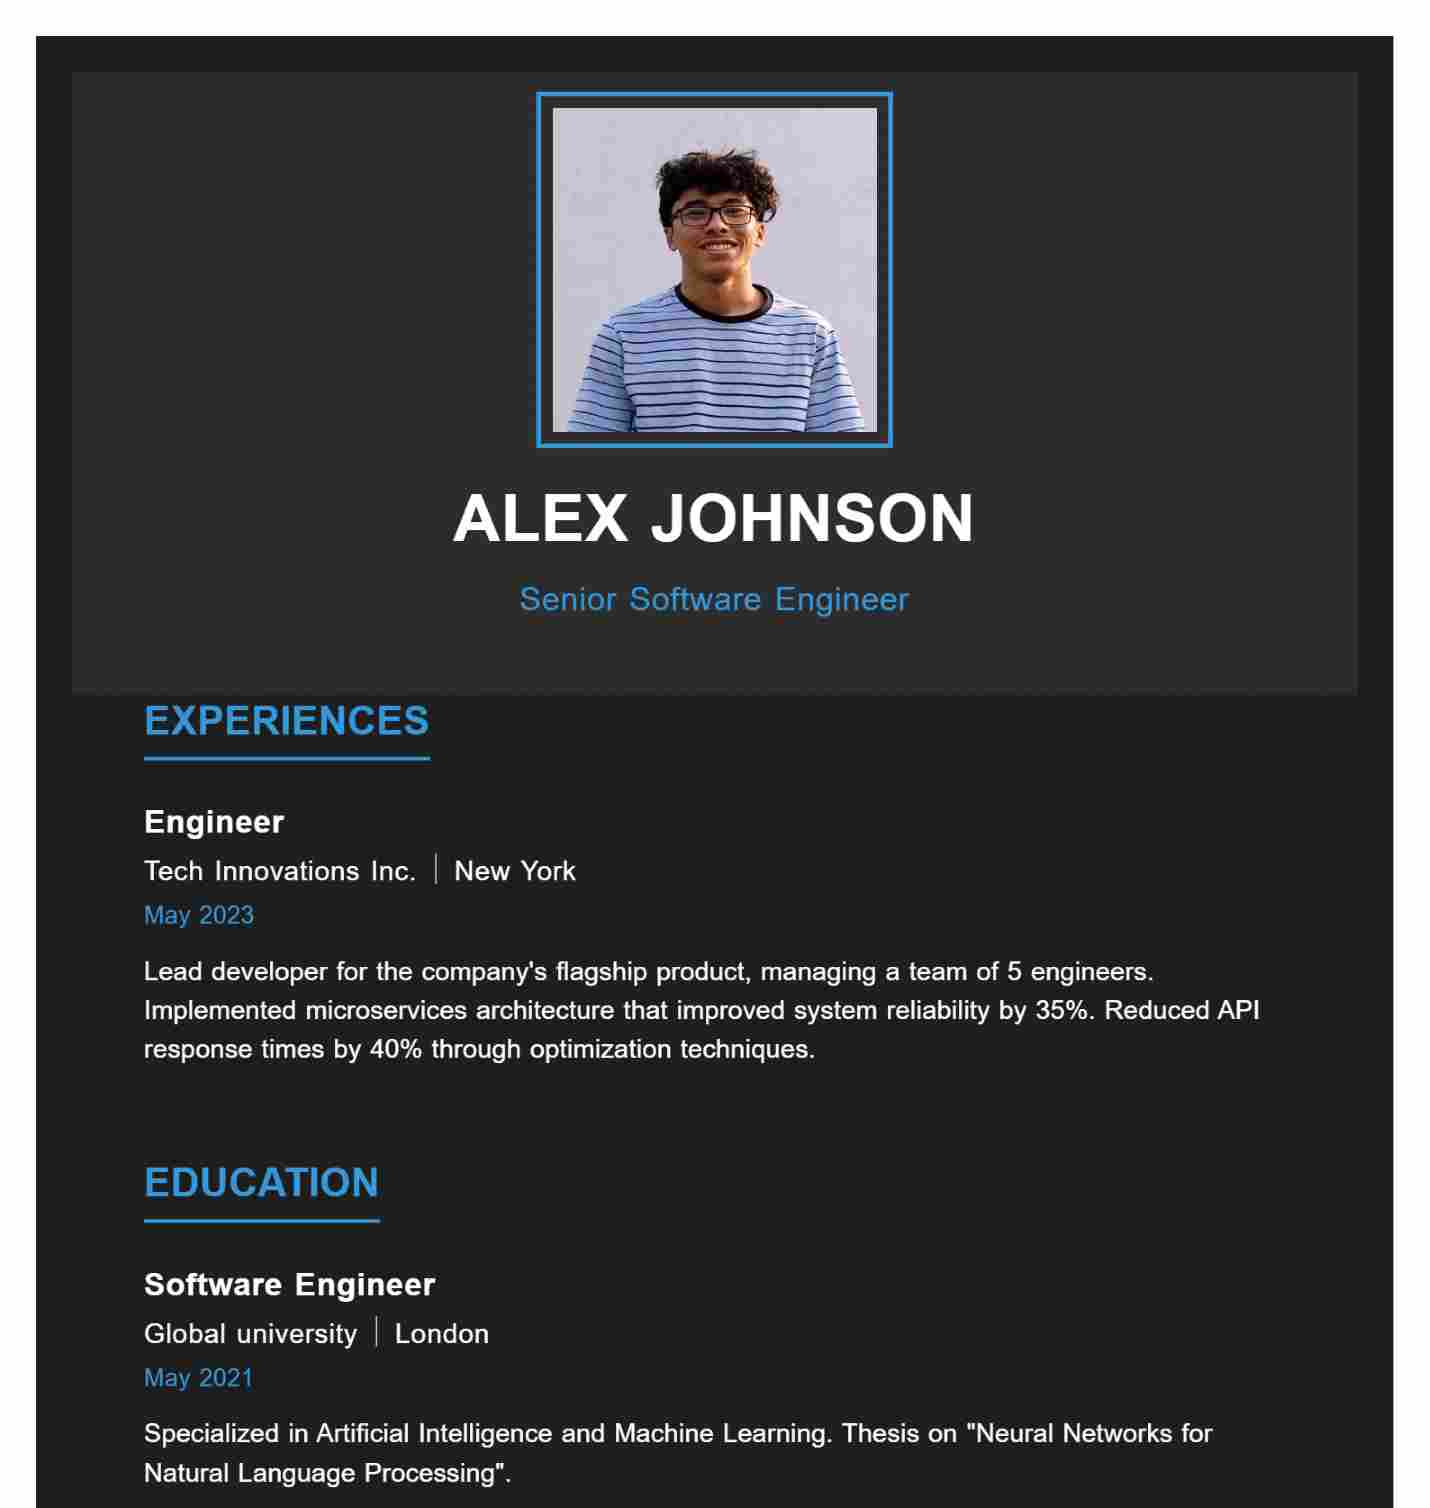 ALEX JOHNSON
Senior Software Engineer
EXPERIENCES
Engineer
Tech Innovations Inc. | New York
May 2023
Lead developer for the company's flagship product, managing a team of 5 engineers.
Implemented microservices architecture that improved system reliability by 35%. Reduced API
response times by 40% through optimization techniques.
EDUCATION
Software Engineer
Global university | London
May 2021
Specialized in Artificial Intelligence and Machine Learning. Thesis on "Neural Networks for
Natural Language Processing".